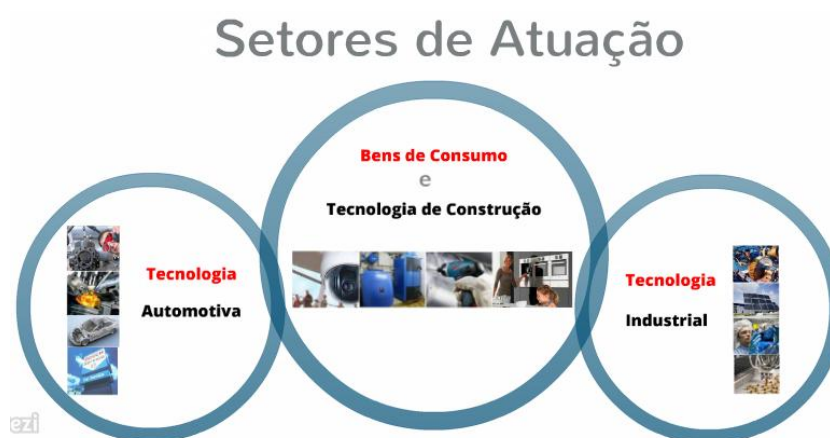 Setores de Atuação
Bens de Consumo
e
Tecnologia de Construção
Tecnologia
Automotiva
Tecnologia
Industrial
ezi